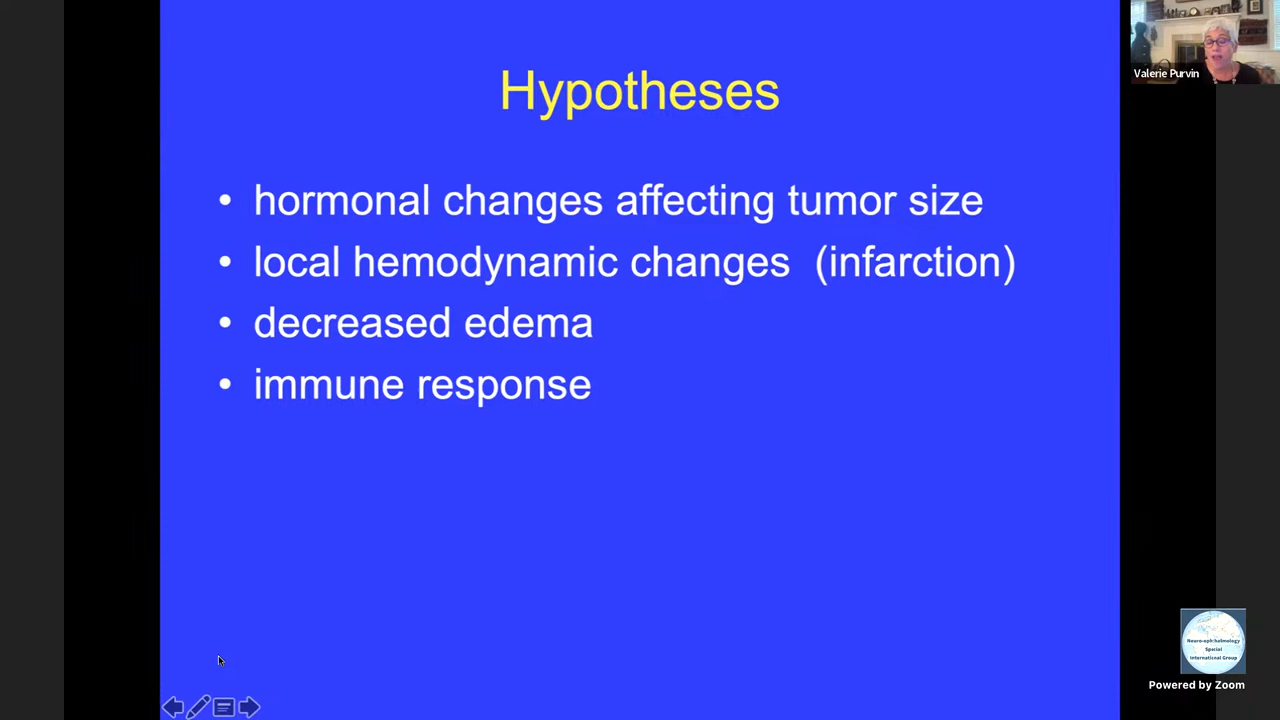 Hypotheses
• hormonal changes affecting tumor size
• local hemodynamic changes (infarction)
• decreased edema
• immune response
Valerie Purvin
Neuro-ophthalmology
Special
International Group
Powered by Zoom